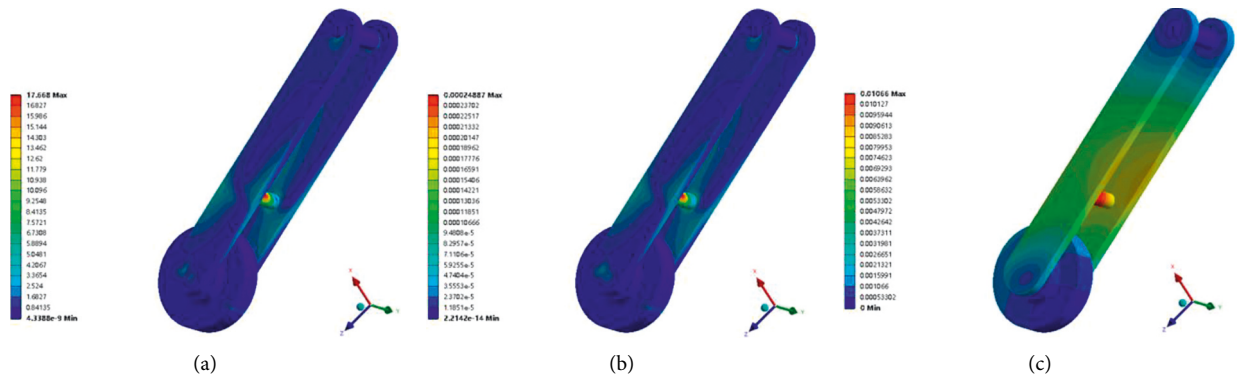 17.668 Max
16827
15.986
15.144
14.303
13.462
12.62
11.779
10.938
10.096
9.2548
8.4135
7.5721
6.7308
5.8894
5.0481
4.2067
3.3654
2.524
1.6827
0.84135
4.3388e-9 Min
X
Y
Z
(a)
0.00024887 Max
0.00023702
0.00022517
0.00021332
0.00020147
0.00018962
0.00017776
0.00016591
0.00015406
0.00014221
0.00013036
0.00011851
0.00010666
9.4808e-5
8.2957e-5
7.1106e-5
5.9255e-5
4.7404e-5
3.5553e-5
2.3702e-5
1.1851e-5
2.2142e-14 Min
X
Y
Z
(b)
0.01066 Max
0.010127
0.0095944
0.0090613
0.0085283
0.0079953
0.0074623
0.0069293
0.0063962
0.0058632
0.0053302
0.0047972
0.0042642
0.0037311
0.0031981
0.0026651
0.0021321
0.0015991
0.001066
0.00053302
0 Min
X
Y
Z
(c)